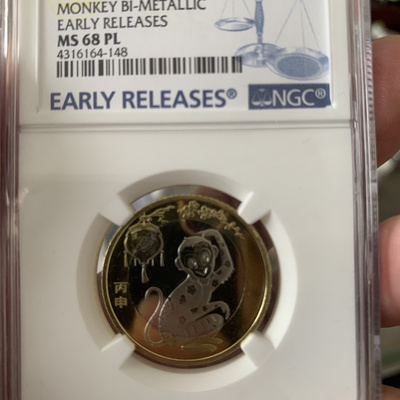 MONKEY BI-METALLIC
EARLY RELEASES
MS 68 PL
4316164-148
EARLY RELEASES®
NGC®
丙申